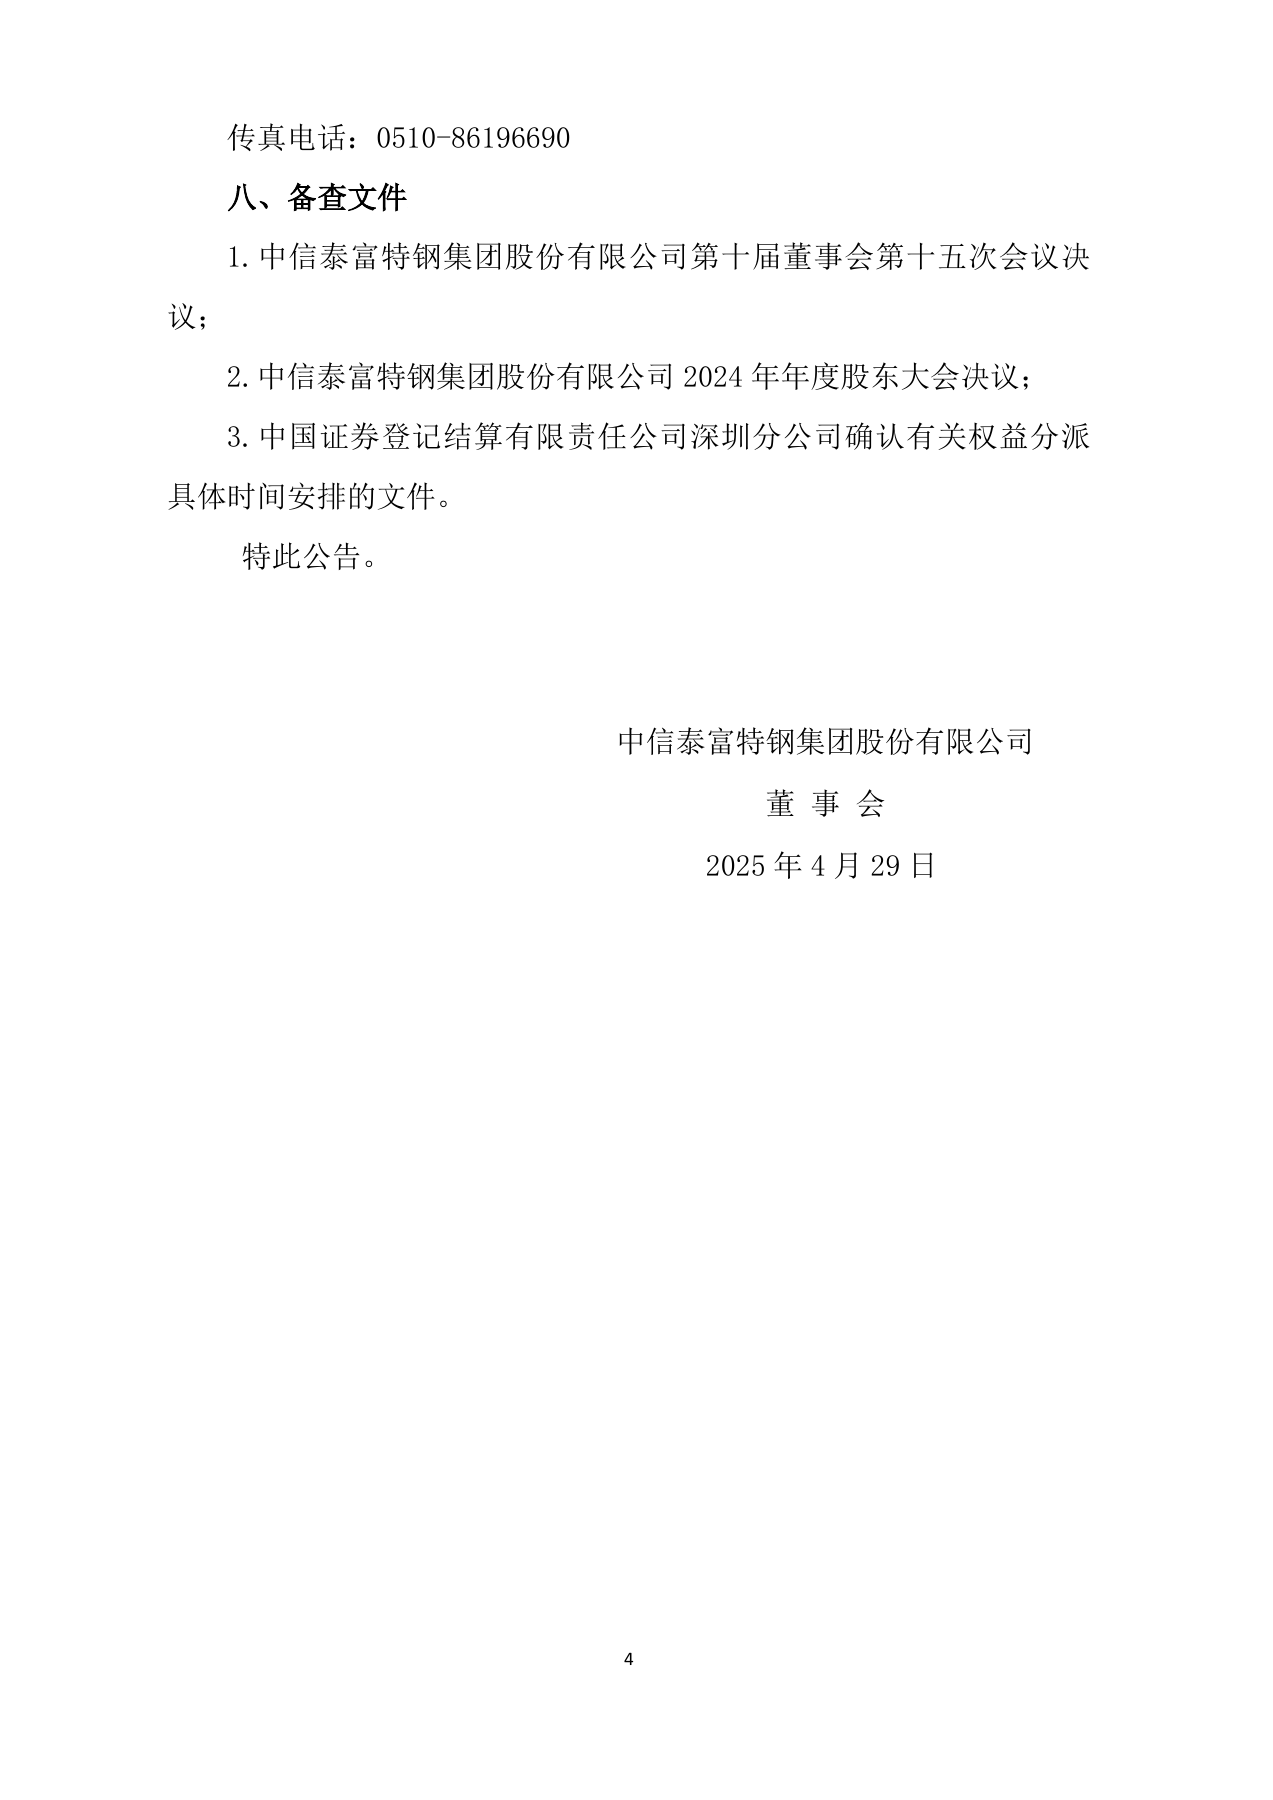 传真电话：0510-86196690
八、备查文件
1.中信泰富特钢集团股份有限公司第十届董事会第十五次会议决
议；
2.中信泰富特钢集团股份有限公司 2024 年年度股东大会决议；
3.中国证券登记结算有限责任公司深圳分公司确认有关权益分派
具体时间安排的文件。
特此公告。
中信泰富特钢集团股份有限公司
董 事 会
2025 年 4 月 29 日
4